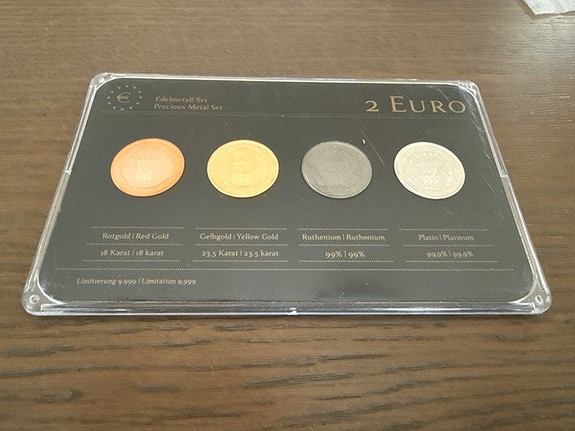 €
Edelmetall Set
Precious Metal Set
2 EURO
Rotgold | Red Gold
18 Karat | 18 karat
Gelbgold | Yellow Gold
23,5 Karat | 23.5 karat
Ruthenium | Ruthenium
99% | 99%
Platin | Platinum
99,9% | 99.9%
Limitierung 9.999 | Limitation 9,999